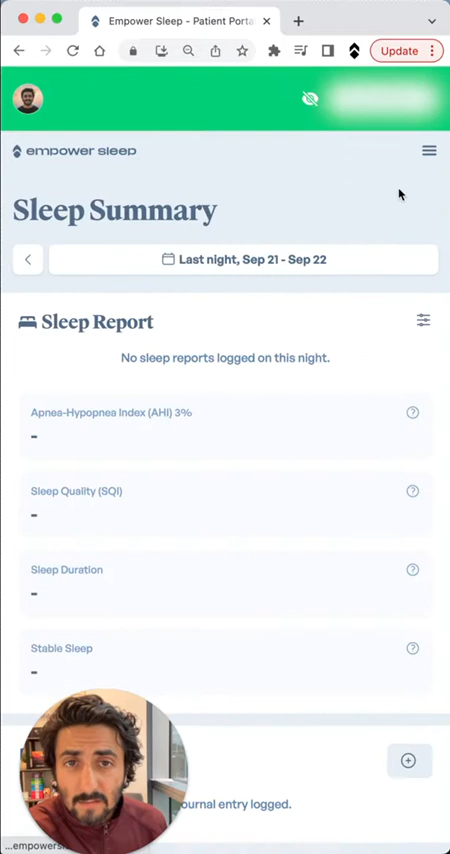 Empower Sleep - Patient Porta
Update
empower sleep
Sleep Summary
Last night, Sep 21 - Sep 22
Sleep Report
No sleep reports logged on this night.
Apnea-Hypopnea Index (AHI) 3%
-
Sleep Quality (SQI)
-
Sleep Duration
-
Stable Sleep
-
ournal entry logged.
...empowersl